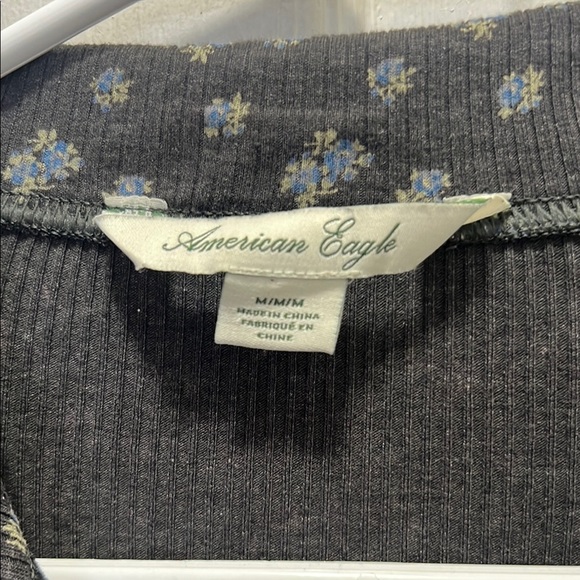 American Eagle
M/M/M
MADE IN CHINA
FABRIQUÉ EN
CHINE